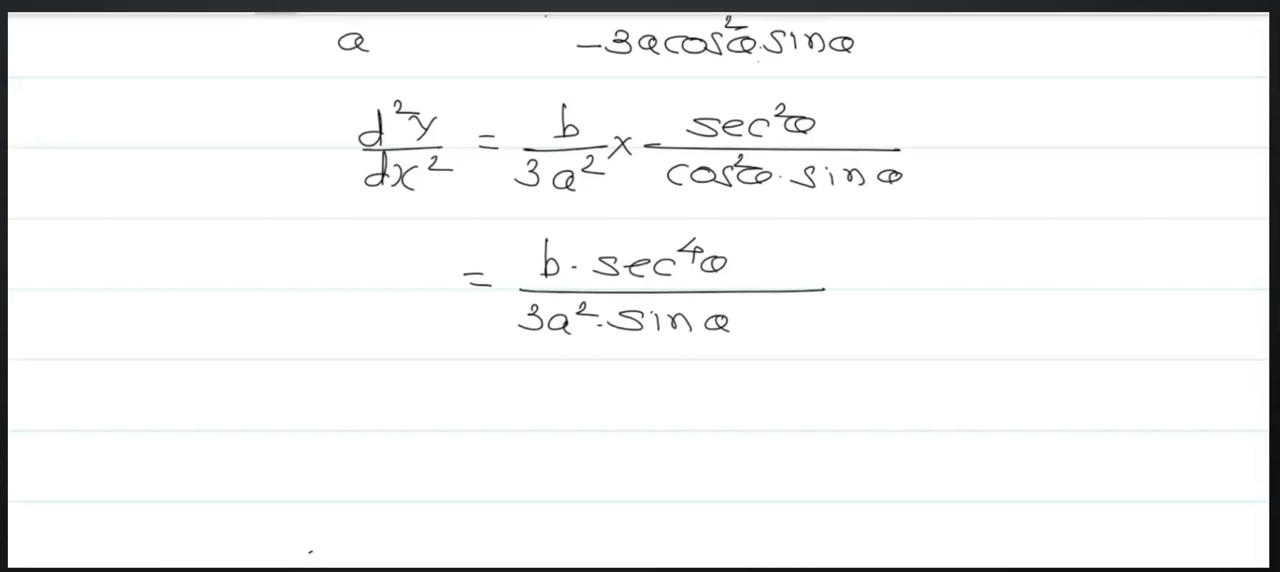 a −3acos²θ.sinθ
d²y/dx² = b/3a² × sec²θ/cos²θ.sinθ
= b.sec⁴θ/3a².sinθ